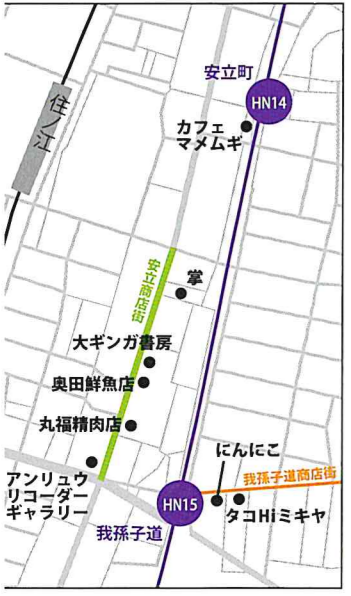 安立町
HN14
カフェ
マメムギ
住ノ江
安立商店街
掌
大ギンガ書房
奥田鮮魚店
丸福精肉店
アンリュウ
リコーダー
ギャラリー
にんにこ
我孫子道商店街
HN15
タコHiミキヤ
我孫子道